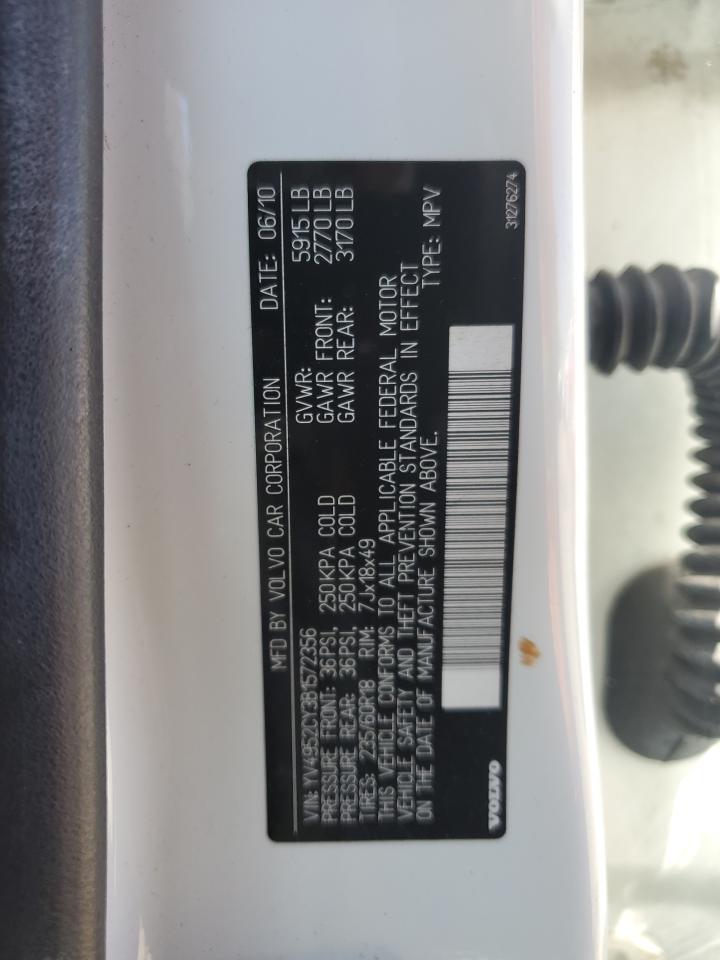 MFD BY VOLVO CAR CORPORATION DATE: 06/10
VIN: YV4952CY3B1572356 GVWR: 5915 LB
PRESSURE FRONT: 36PSI, 250KPA COLD GAWR FRONT: 2770 LB
PRESSURE REAR: 36PSI, 250KPA COLD GAWR REAR: 3170 LB
TIRES: 235/60R18 RIM: 7Jx18x49
THIS VEHICLE CONFORMS TO ALL APPLICABLE FEDERAL MOTOR
VEHICLE SAFETY AND THEFT PREVENTION STANDARDS IN EFFECT
ON THE DATE OF MANUFACTURE SHOWN ABOVE. TYPE: MPV
VOLVO 31276274